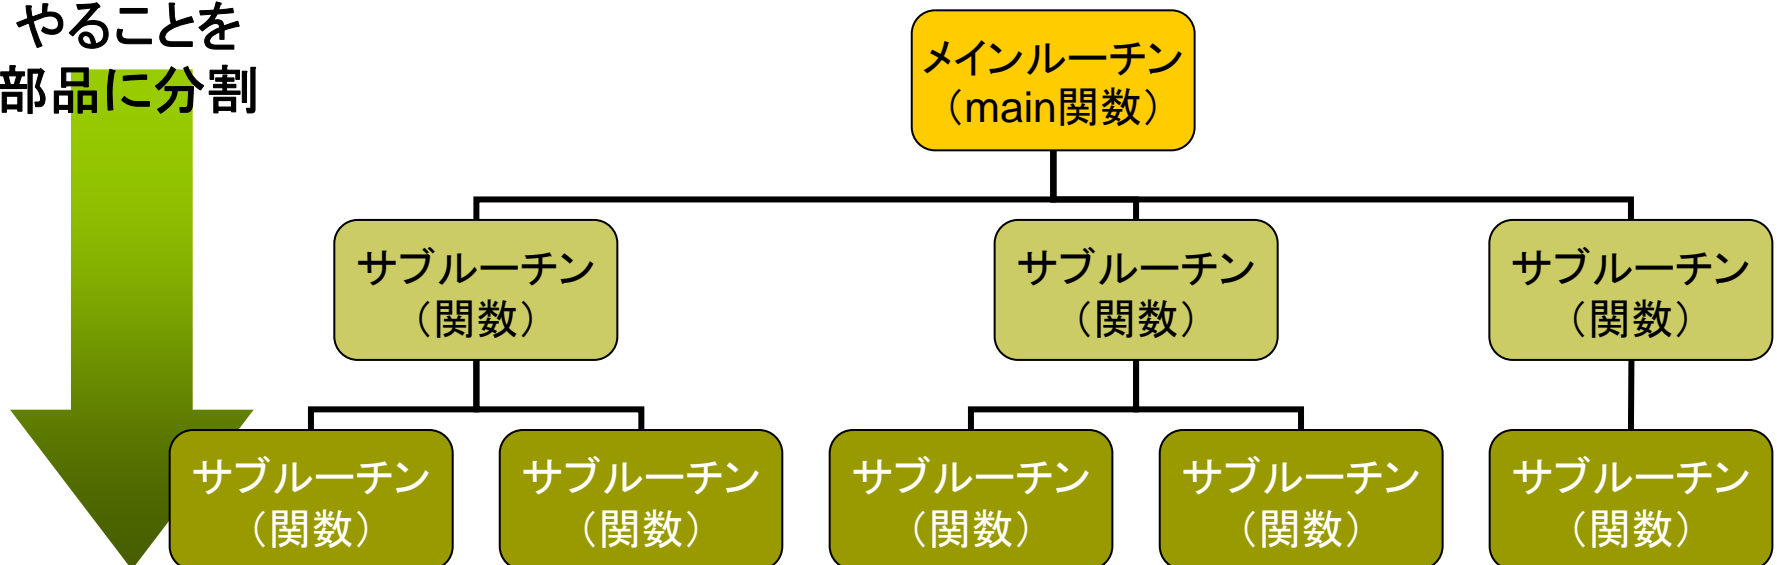 やることを
部品に分割
メインルーチン
（main関数）
サブルーチン
（関数）
サブルーチン
（関数）
サブルーチン
（関数）
サブルーチン
（関数）
サブルーチン
（関数）
サブルーチン
（関数）
サブルーチン
（関数）
サブルーチン
（関数）